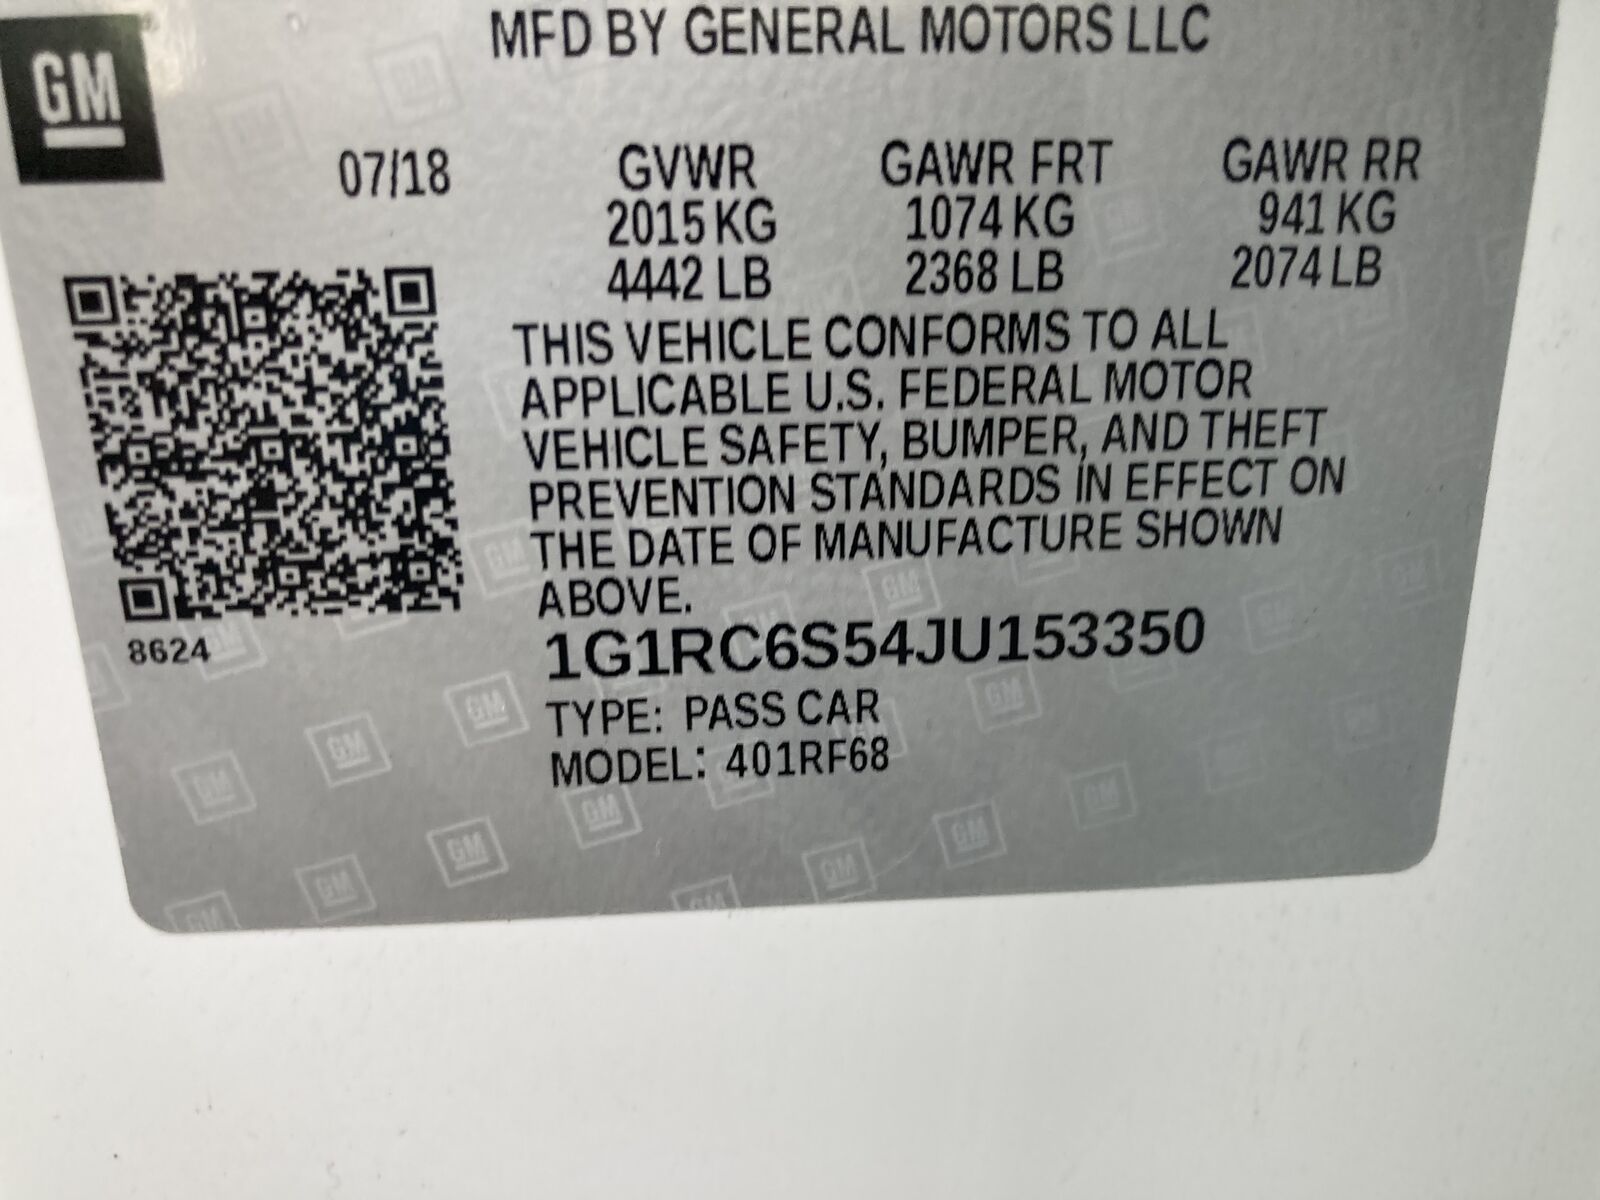 MFD BY GENERAL MOTORS LLC
GM
07/18 GVWR GAWR FRT GAWR RR
2015 KG 1074 KG 941 KG
4442 LB 2368 LB 2074 LB
THIS VEHICLE CONFORMS TO ALL
APPLICABLE U.S. FEDERAL MOTOR
VEHICLE SAFETY, BUMPER, AND THEFT
PREVENTION STANDARDS IN EFFECT ON
THE DATE OF MANUFACTURE SHOWN
ABOVE.
8624
1G1RC6S54JU153350
TYPE: PASS CAR
MODEL: 401RF68